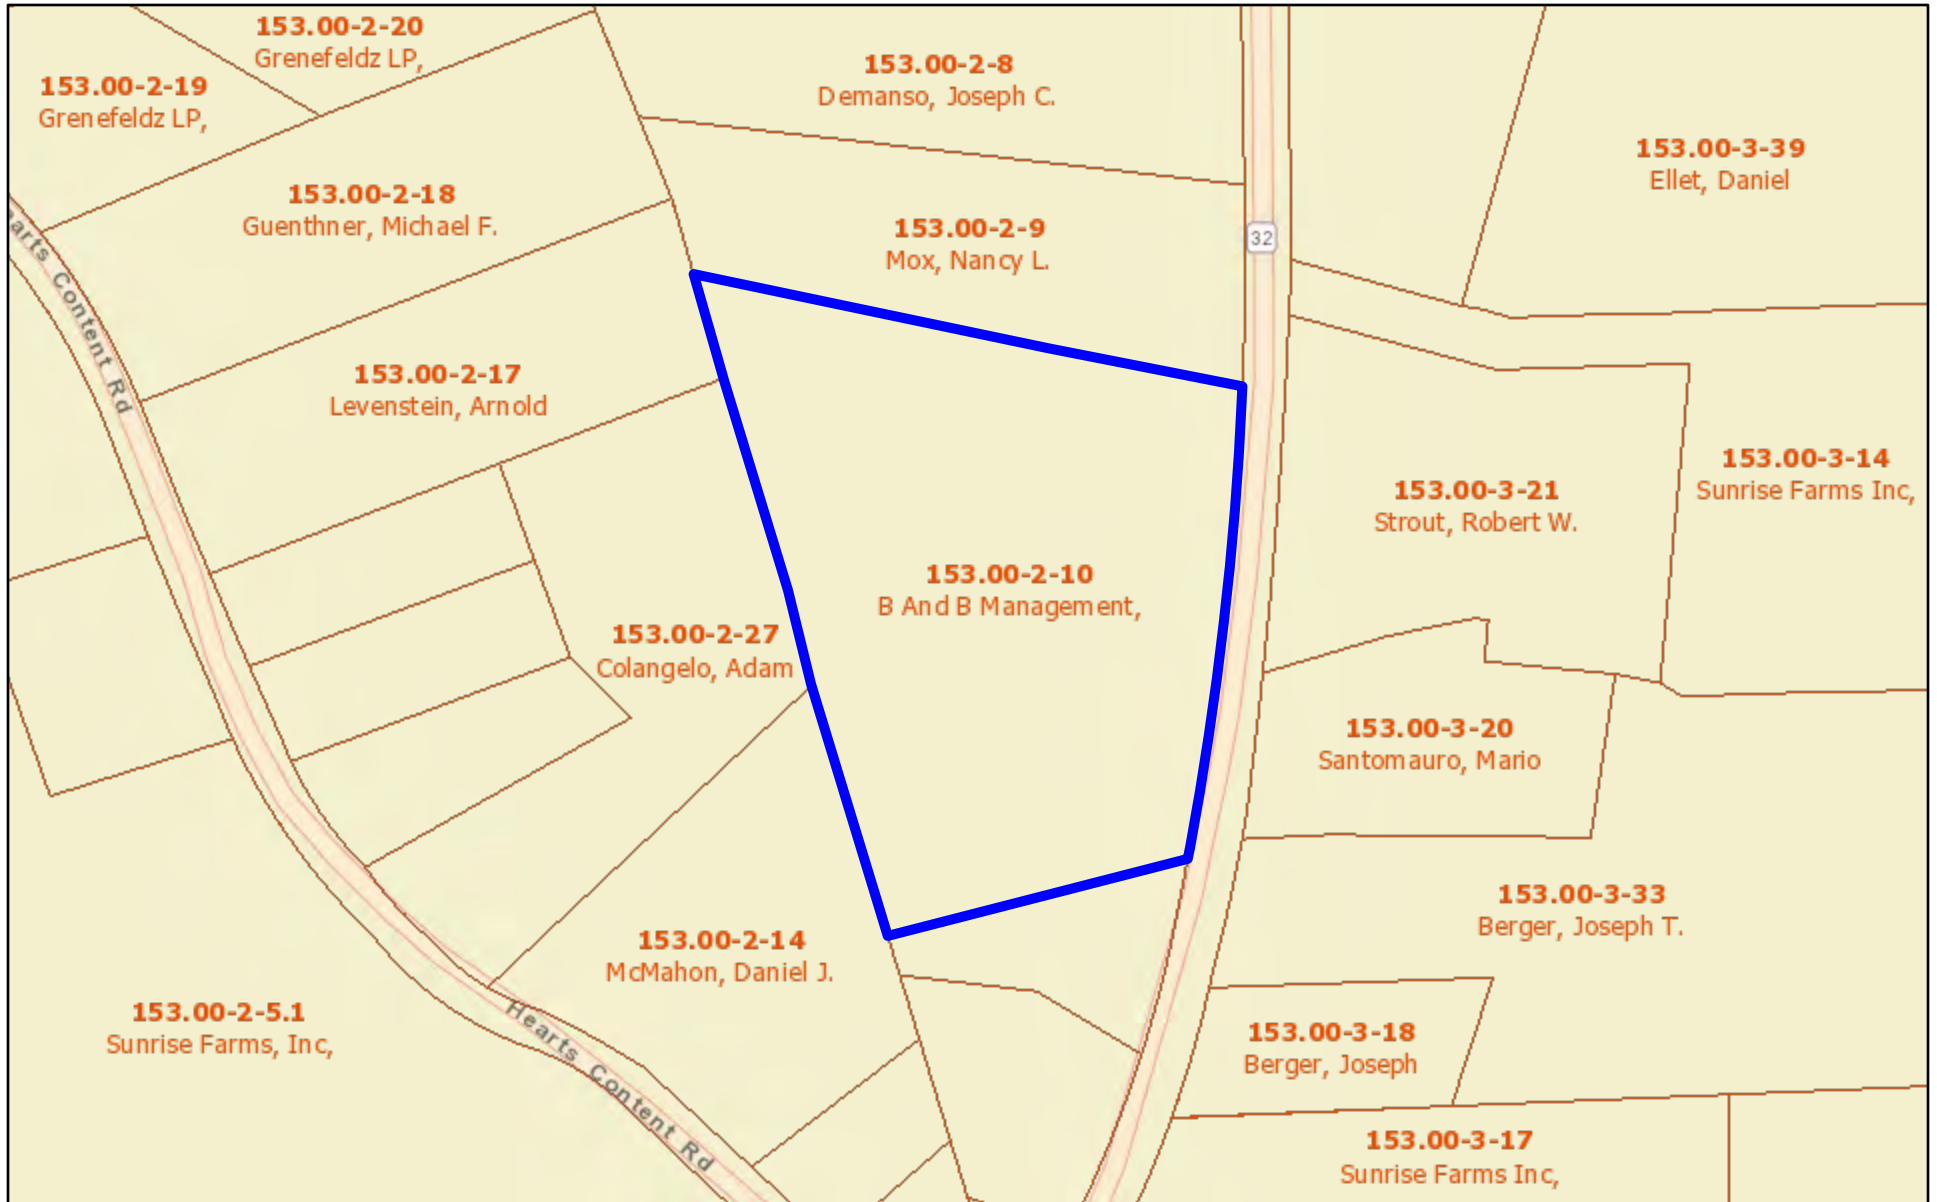 153.00-2-20
Grenefeldz LP,
153.00-2-19
Grenefeldz LP,
153.00-2-8
Demanso, Joseph C.
153.00-3-39
Ellet, Daniel
153.00-2-18
Guenthner, Michael F.
153.00-2-9
Mox, Nancy L.
32
arts Content Rd
153.00-2-17
Levenstein, Arnold
153.00-3-14
Sunrise Farms Inc,
153.00-3-21
Strout, Robert W.
153.00-2-10
B And B Management,
153.00-2-27
Colangelo, Adam
153.00-3-20
Santomauro, Mario
153.00-3-33
Berger, Joseph T.
153.00-2-14
McMahon, Daniel J.
153.00-2-5.1
Sunrise Farms, Inc,
Hearts Content Rd
153.00-3-18
Berger, Joseph
153.00-3-17
Sunrise Farms Inc,